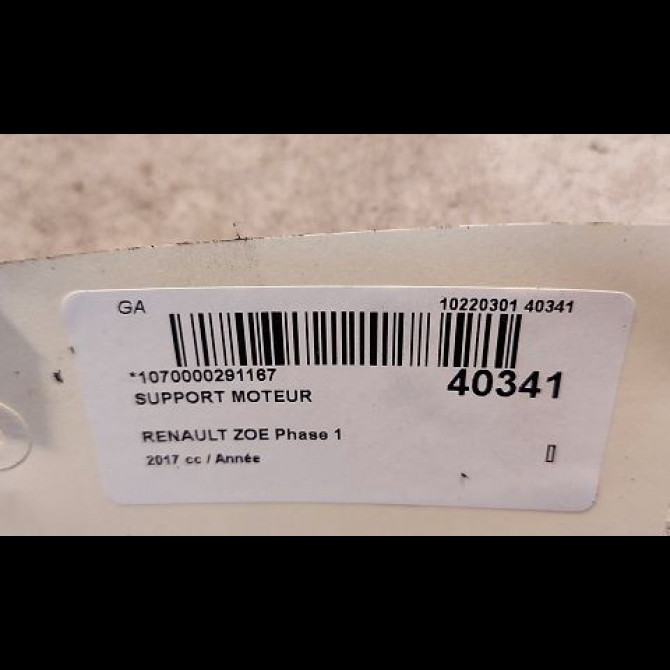 GA 10220301 40341
*1070000291167 40341
SUPPORT MOTEUR
RENAULT ZOE Phase 1
2017 cc / Année